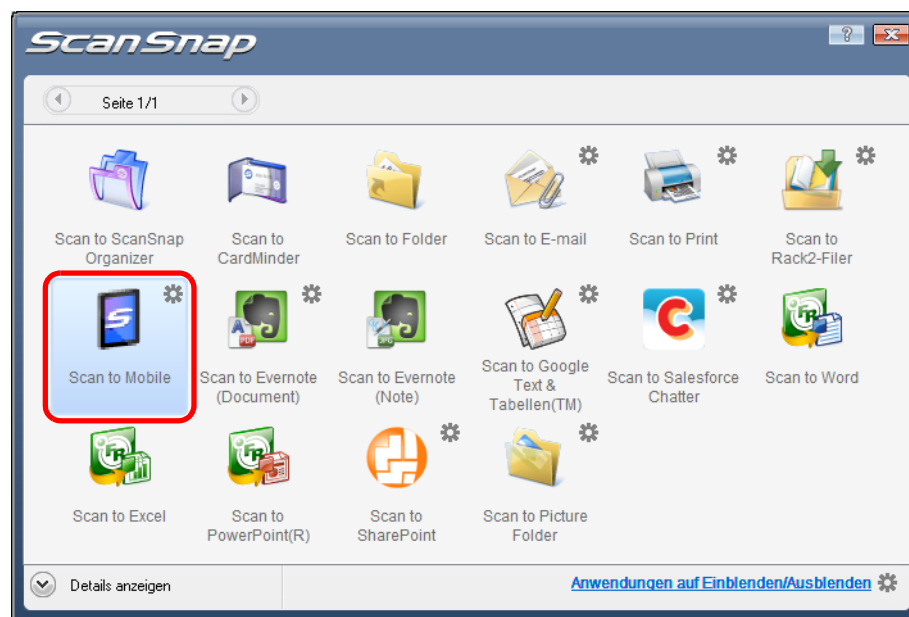 ScanSnap
Seite 1/1
Scan to ScanSnap
Organizer
Scan to
CardMinder
Scan to Folder
Scan to E-mail
Scan to Print
Scan to
Rack2-Filer
Scan to Mobile
Scan to Evernote
(Document)
Scan to Evernote
(Note)
Scan to Google
Text &
Tabellen(TM)
Scan to Salesforce
Chatter
Scan to Word
Scan to Excel
Scan to
PowerPoint(R)
Scan to
SharePoint
Scan to Picture
Folder
Details anzeigen
Anwendungen auf Einblenden/Ausblenden